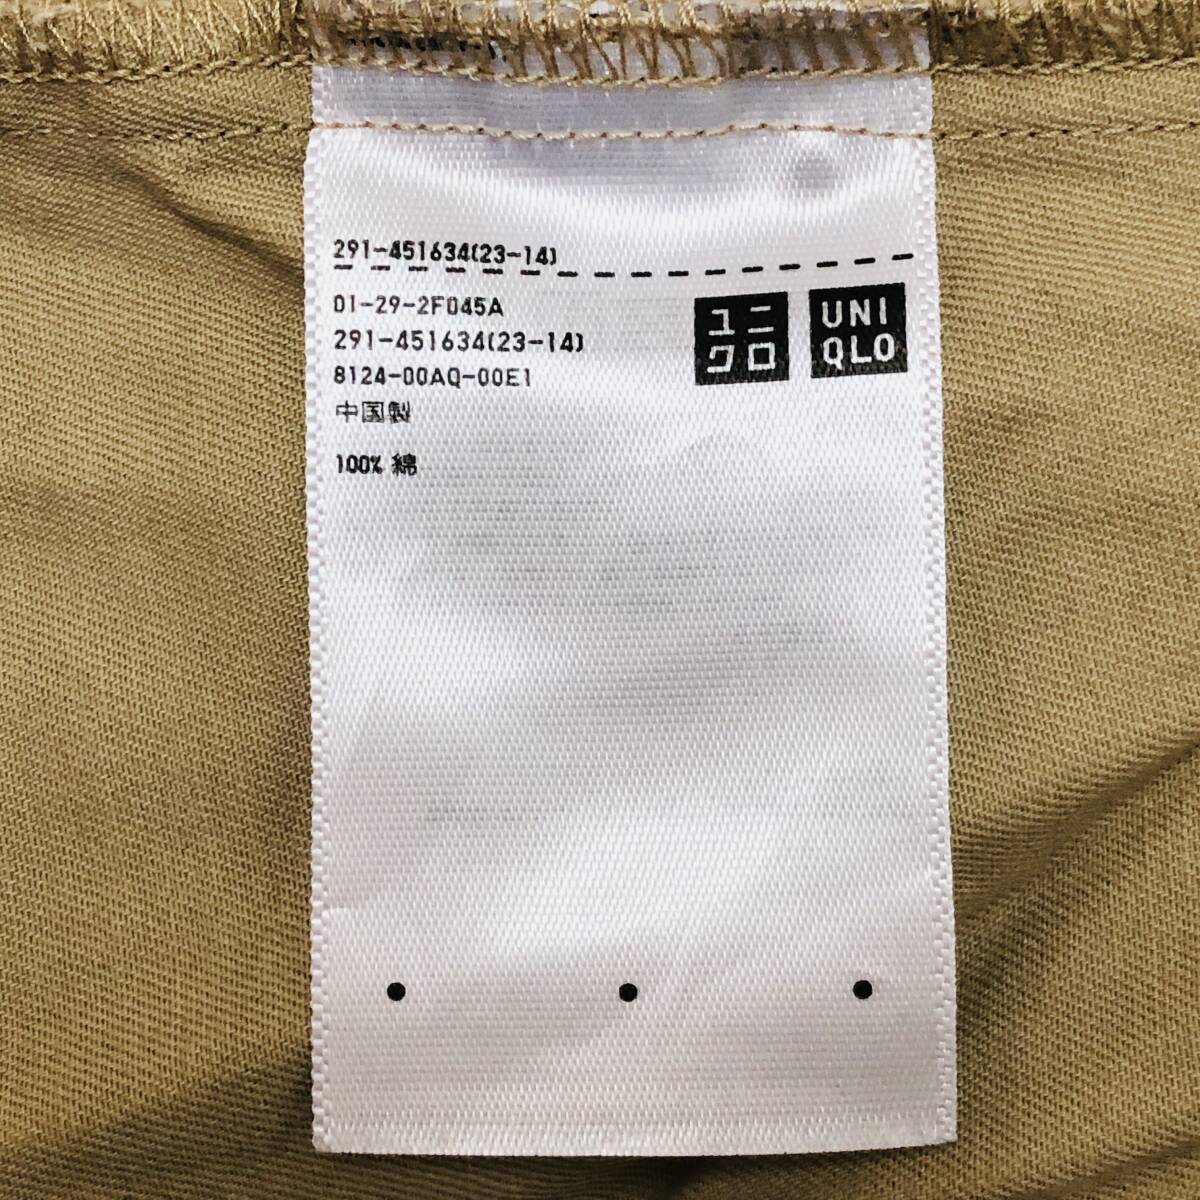 291-451634(23-14)
01-29-2F045A
291-451634(23-14)
8124-00AQ-00E1
中国製
100% 綿
ユニ
クロ
UNI
QLO